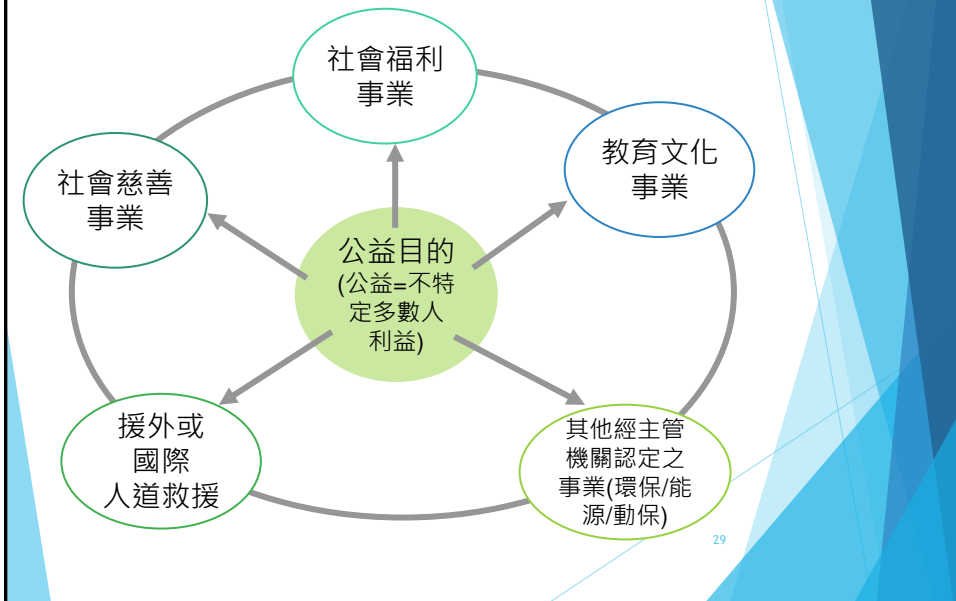 社會福利
事業
教育文化
事業
社會慈善
事業
公益目的
(公益=不特
定多數人
利益)
援外或
國際
人道救援
其他經主管
機關認定之
事業(環保/能
源/動保)
29